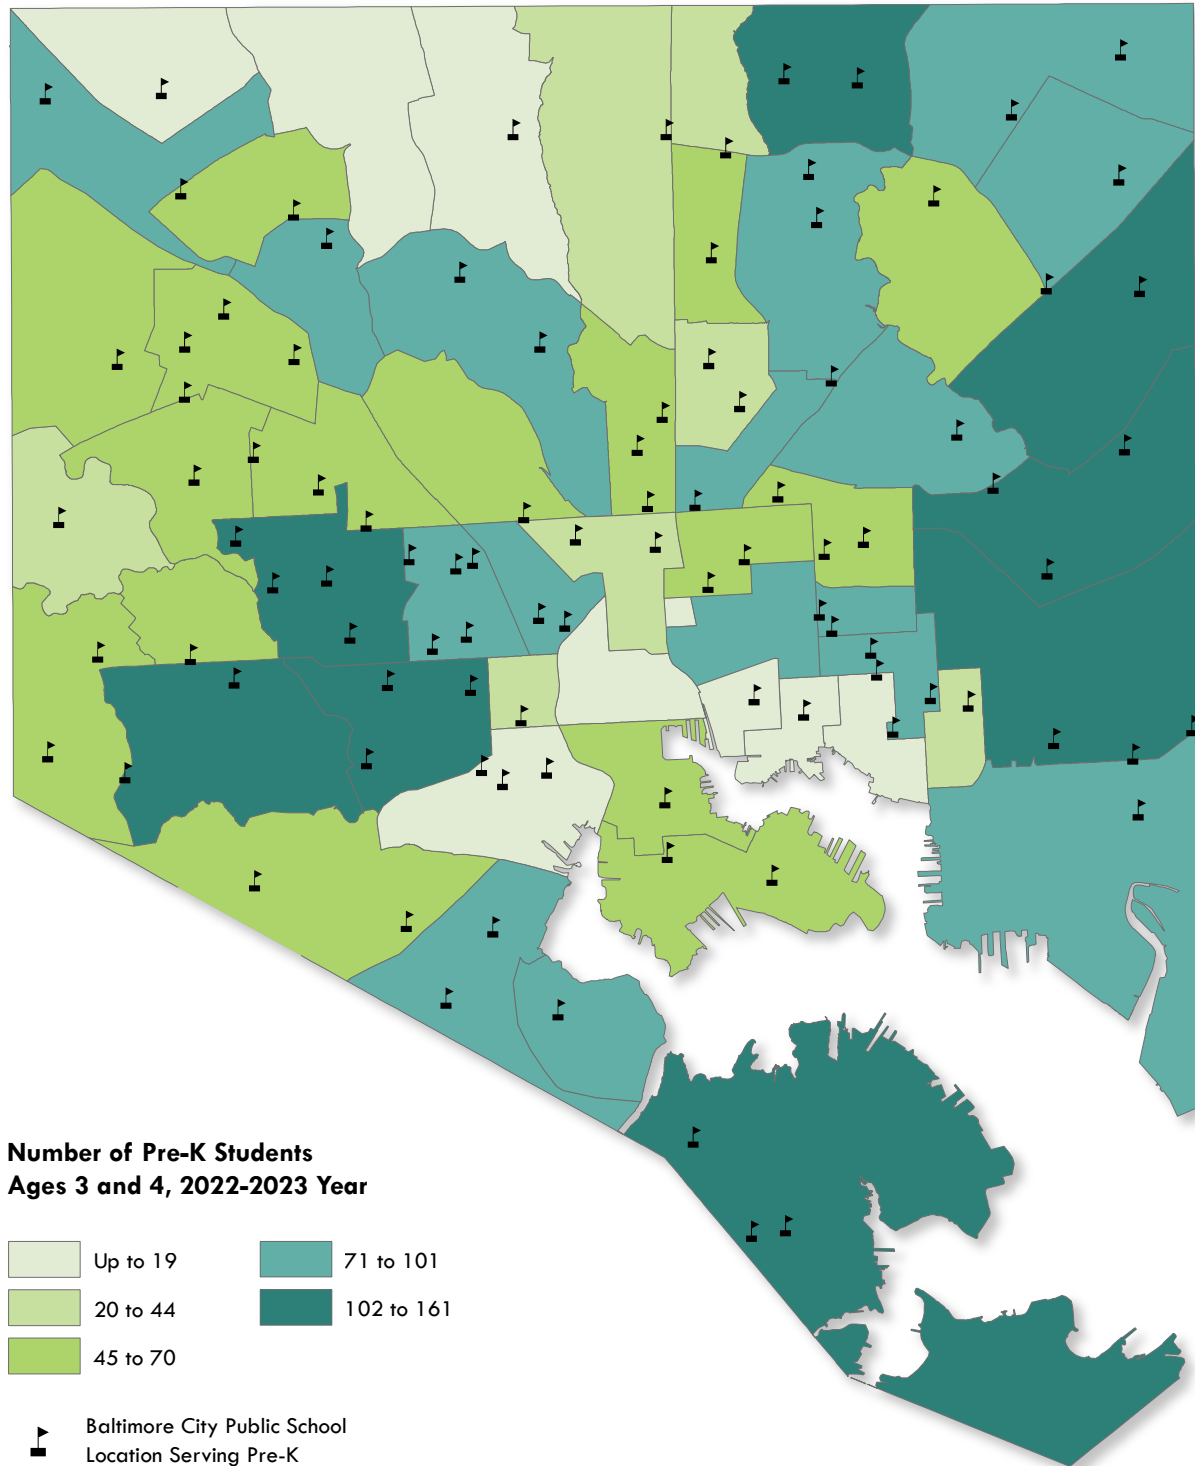 Number of Pre-K Students
Ages 3 and 4, 2022-2023 Year
Up to 19
71 to 101
20 to 44
102 to 161
45 to 70
Baltimore City Public School
Location Serving Pre-K